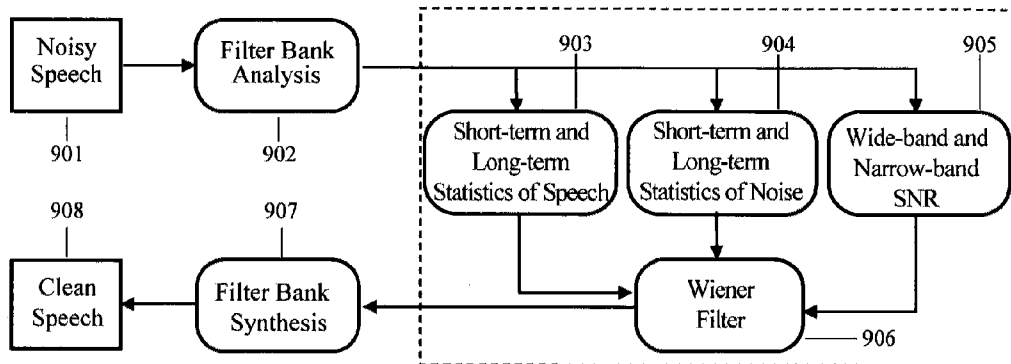 903
904
905
Noisy
Speech
Filter Bank
Analysis
901
902
Short-term and
Long-term
Statistics of Speech
Short-term and
Long-term
Statistics of Noise
Wide-band and
Narrow-band
SNR
908
907
Clean
Speech
Filter Bank
Synthesis
Wiener
Filter
906